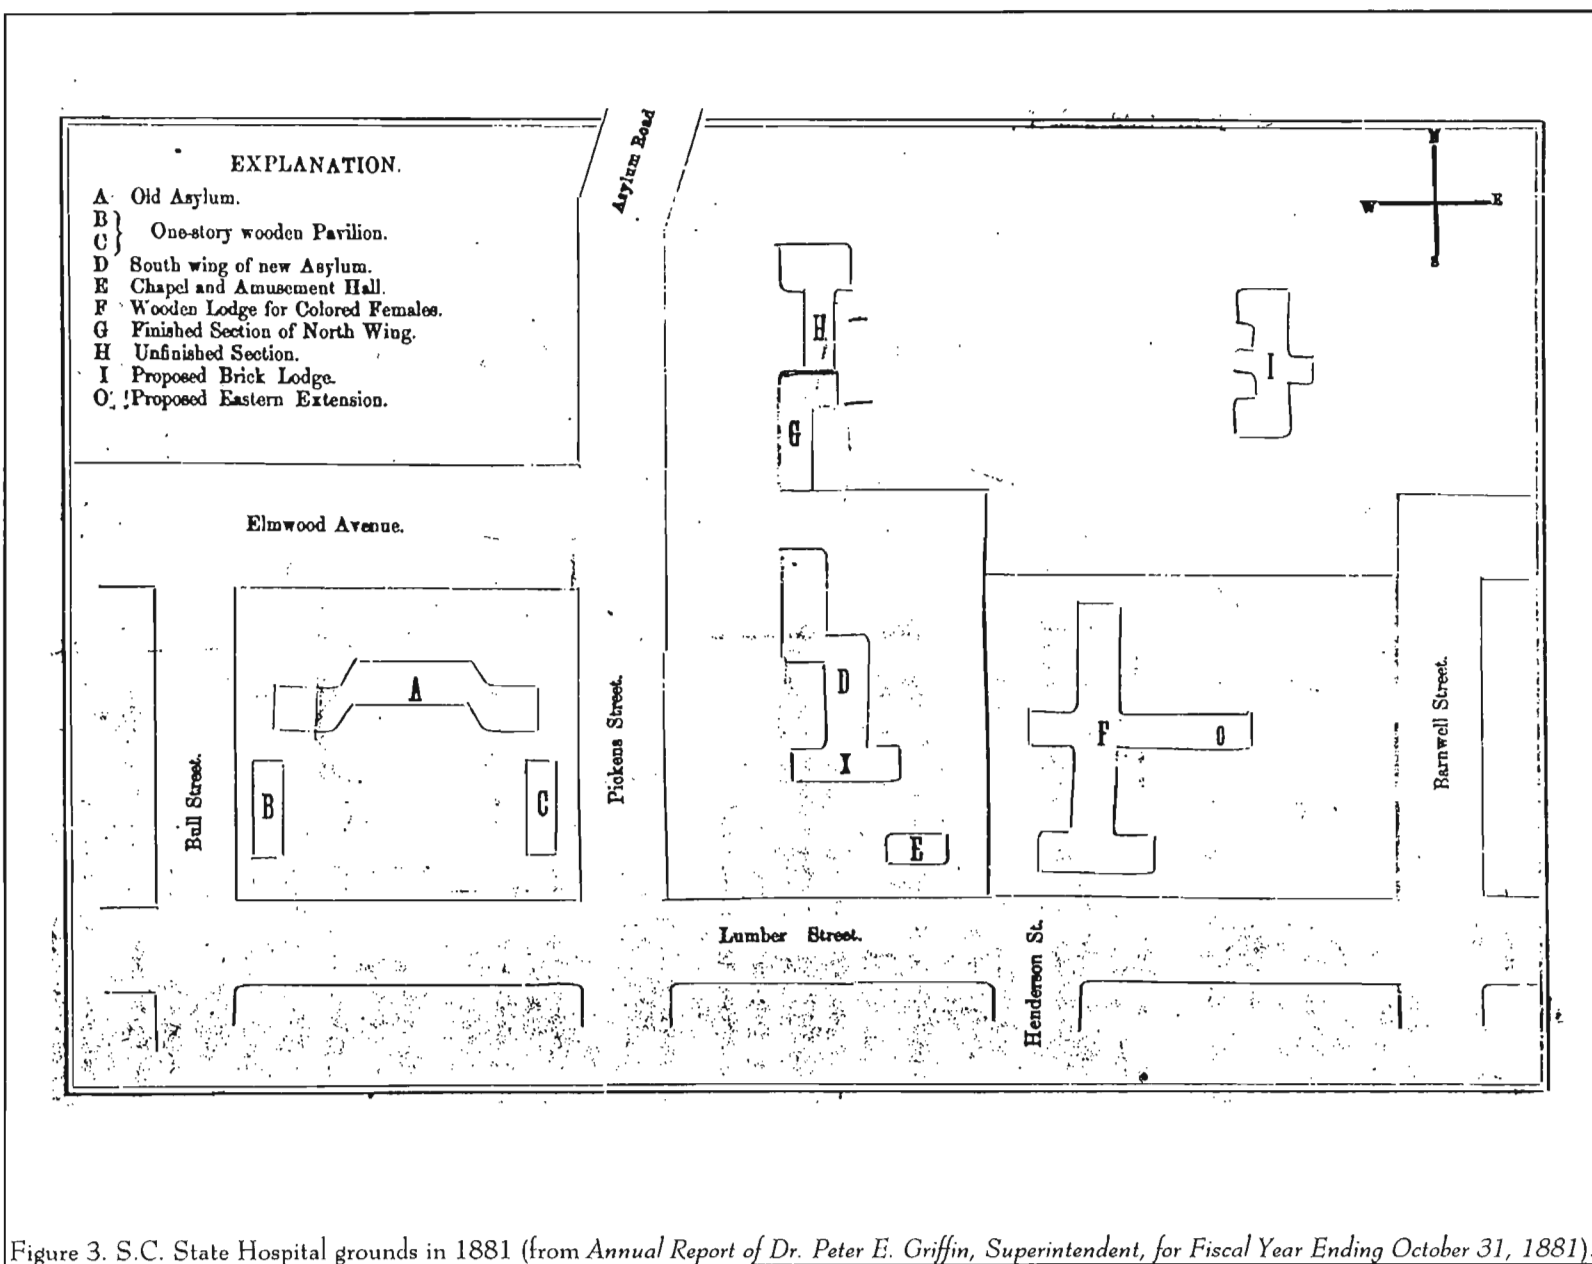 Asylum Road
EXPLANATION.
A Old Asylum.
B
C } One-story wooden Pavilion.
D South wing of new Asylum.
E Chapel and Amusement Hall.
F Wooden Lodge for Colored Females.
G Finished Section of North Wing.
H Unfinished Section.
I Proposed Brick Lodge.
O Proposed Eastern Extension.
N
W E
S
H
I
G
Elmwood Avenue.
A
D
Pickens Street.
Barnwell Street.
F O
I
Bull Street.
B
C
E
Lumber Street.
Henderson St.
Figure 3. S.C. State Hospital grounds in 1881 (from Annual Report of Dr. Peter E. Griffin, Superintendent, for Fiscal Year Ending October 31, 1881).